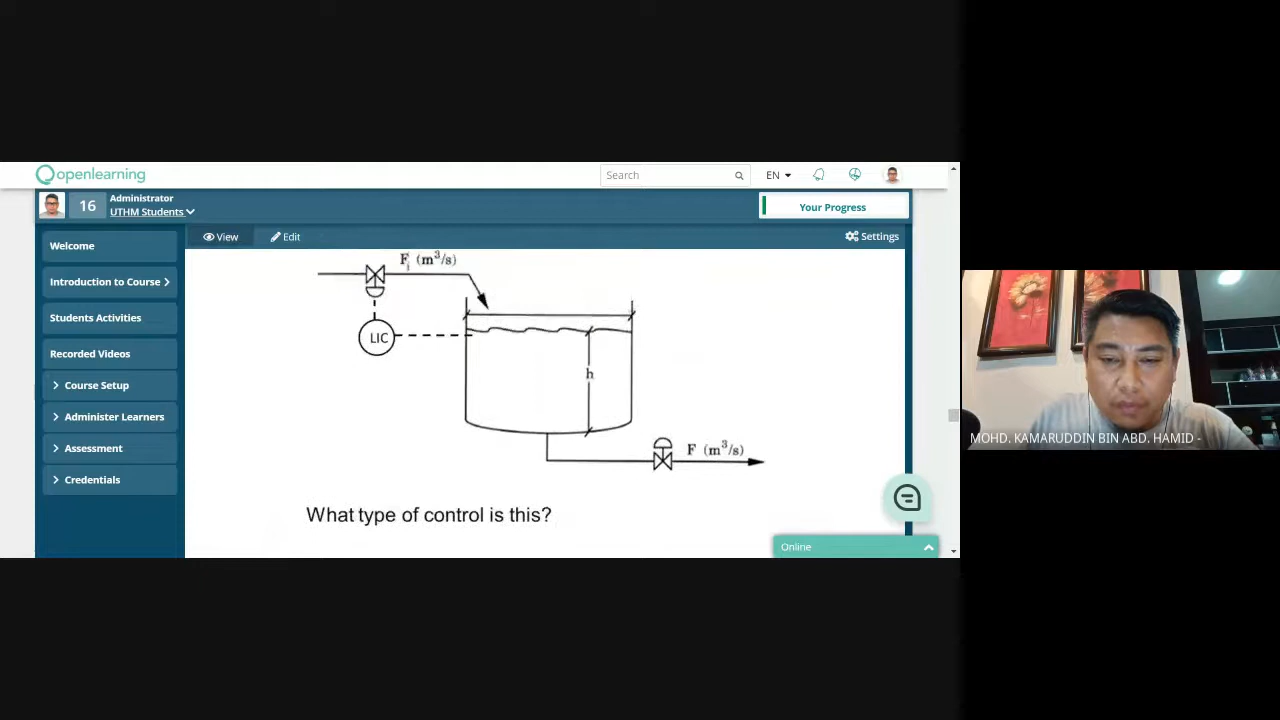 openlearning
Search
EN
16
Administrator
UTHM Students
Your Progress
View
Edit
Settings
Welcome
Introduction to Course
Students Activities
Recorded Videos
Course Setup
Administer Learners
Assessment
Credentials
Fi (m³/s)
LIC
h
F (m³/s)
What type of control is this?
Online
MOHD. KAMARUDDIN BIN ABD. HAMID -